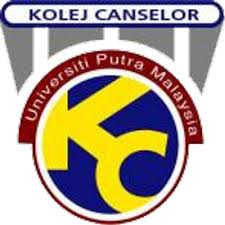 KOLEJ CANSELOR
Universiti Putra Malaysia
KC